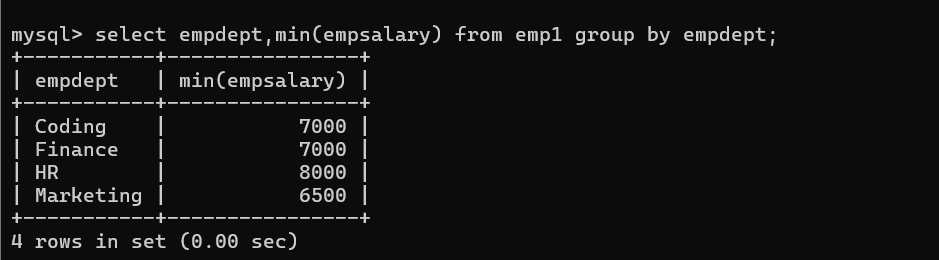 mysql> select empdept,min(empsalary) from emp1 group by empdept;
+-----------+----------------+
| empdept   | min(empsalary) |
+-----------+----------------+
| Coding    |           7000 |
| Finance   |           7000 |
| HR        |           8000 |
| Marketing |           6500 |
+-----------+----------------+
4 rows in set (0.00 sec)